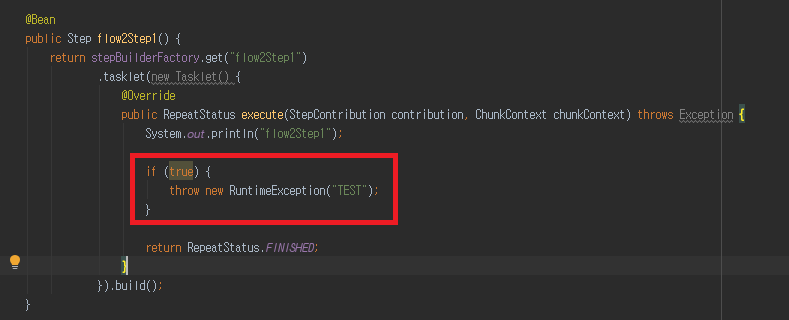 @Bean
public Step flow2Step1() {
return stepBuilderFactory.get("flow2Step1")
.tasklet(new Tasklet() {
@Override
public RepeatStatus execute(StepContribution contribution, ChunkContext chunkContext) throws Exception {
System.out.println("flow2Step1");
if (true) {
throw new RuntimeException("TEST");
}
return RepeatStatus.FINISHED;
}
}).build();
}